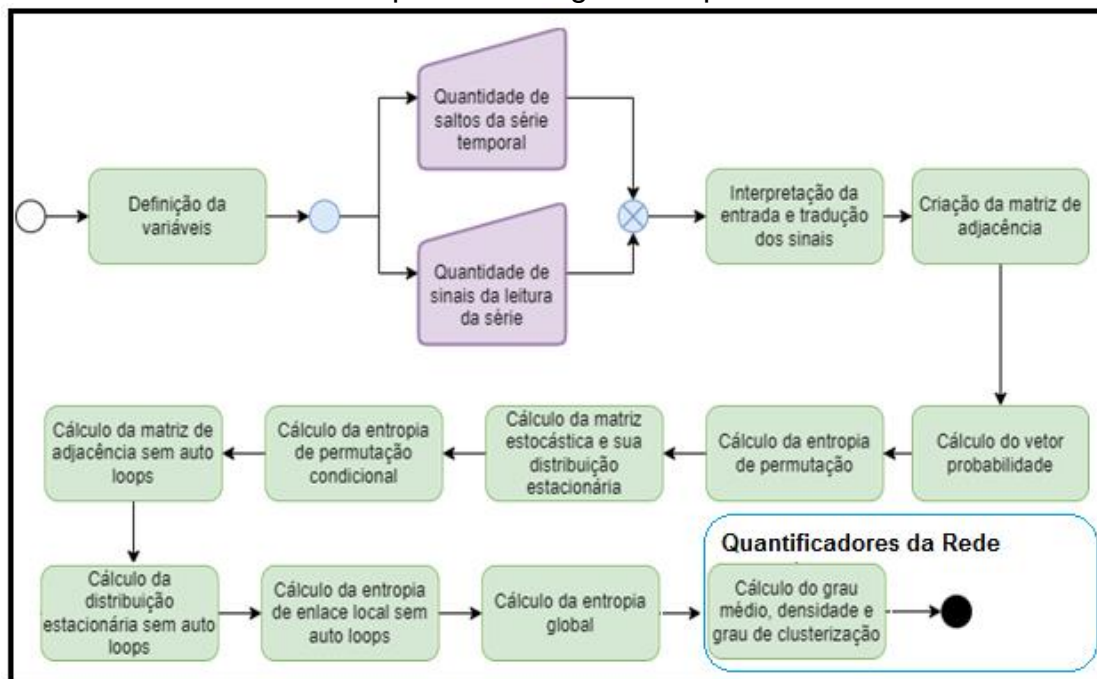 Definição da
variáveis
Quantidade de
saltos da série
temporal
Quantidade de
sinais da leitura
da série
Interpretação da
entrada e tradução
dos sinais
Criação da matriz de
adjacência
Cálculo do vetor
probabilidade
Cálculo da entropia
de permutação
Cálculo da matriz
estocástica e sua
distribuição
estacionária
Cálculo da entropia
de permutação
condicional
Cálculo da matriz de
adjacência sem auto
loops
Cálculo da
distribuição
estacionária sem auto
loops
Cálculo da entropia
de enlace local sem
auto loops
Cálculo da entropia
global
Quantificadores da Rede
Cálculo do grau
médio, densidade e
grau de clusterização